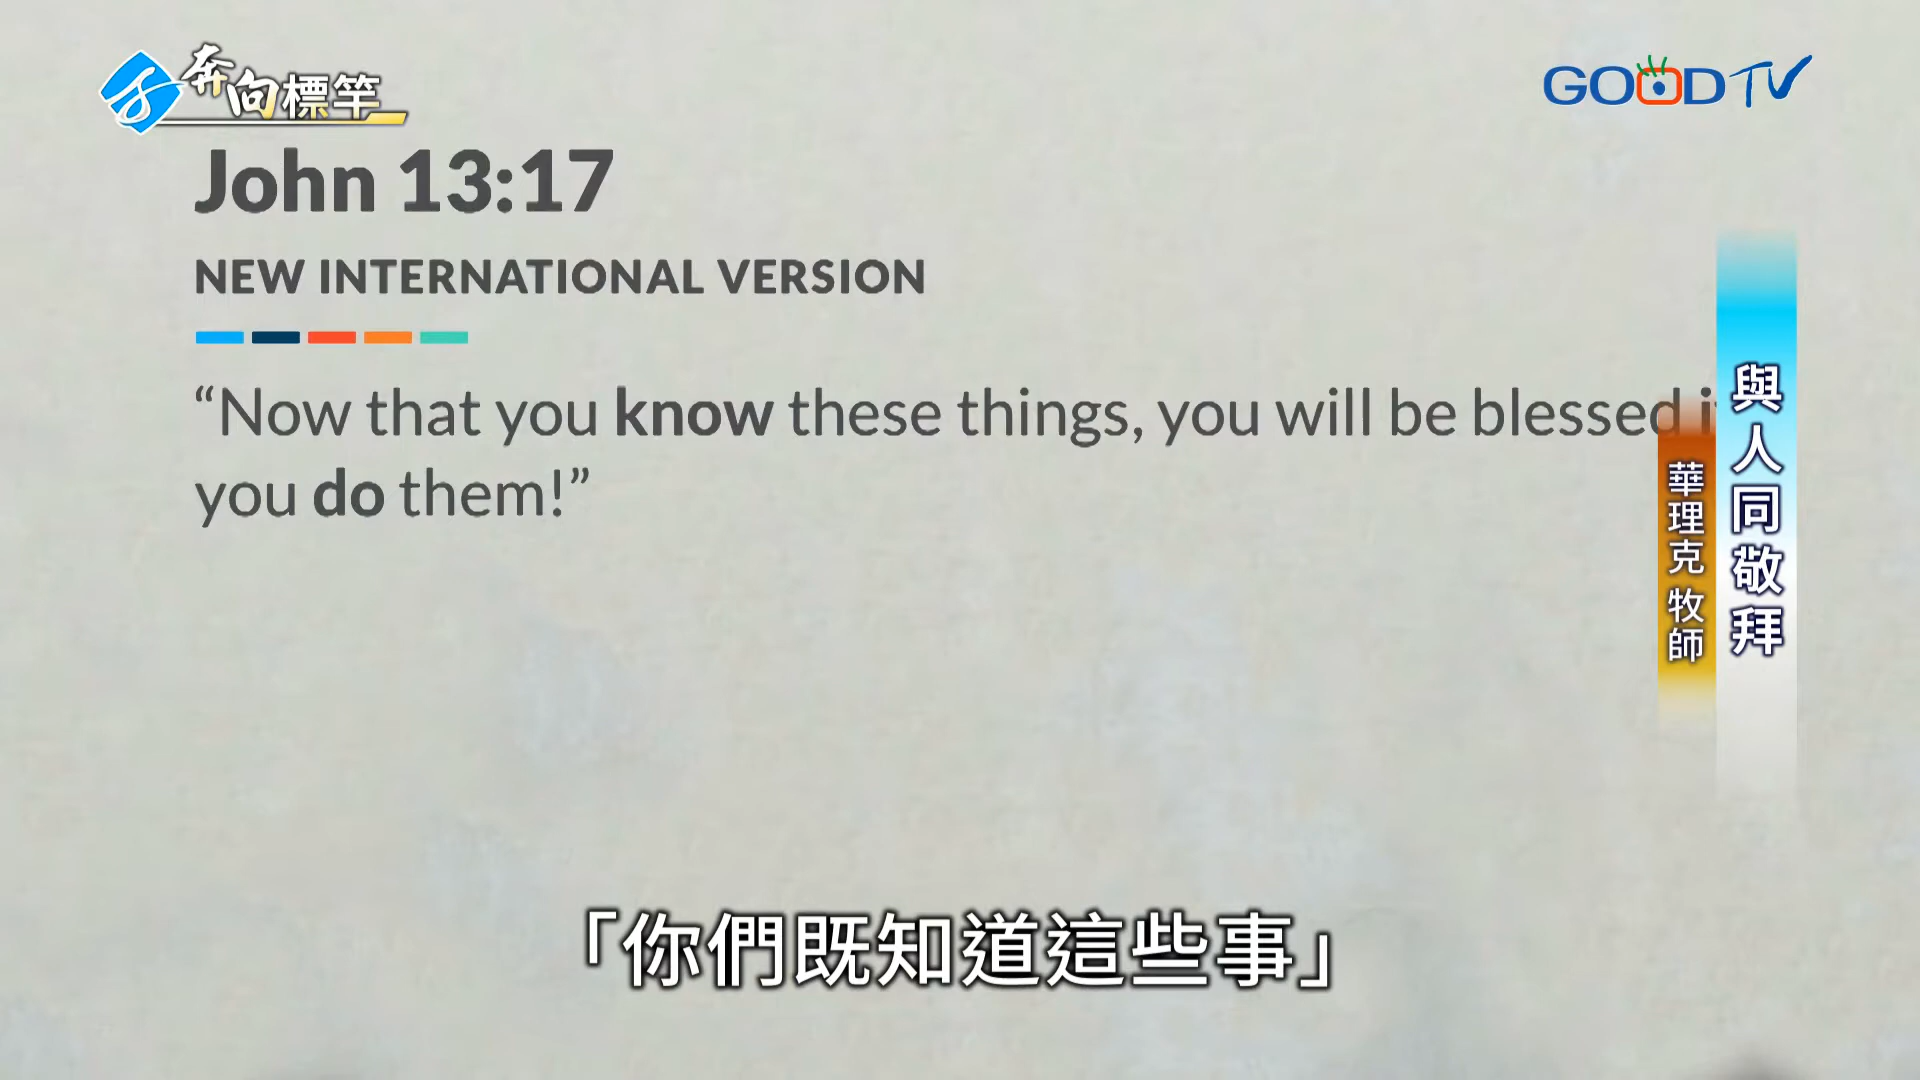 奔向標竿
GOOD TV
John 13:17
NEW INTERNATIONAL VERSION
“Now that you know these things, you will be blessed
you do them!”
與人同敬拜
華理克 牧師
「你們既知道這些事」